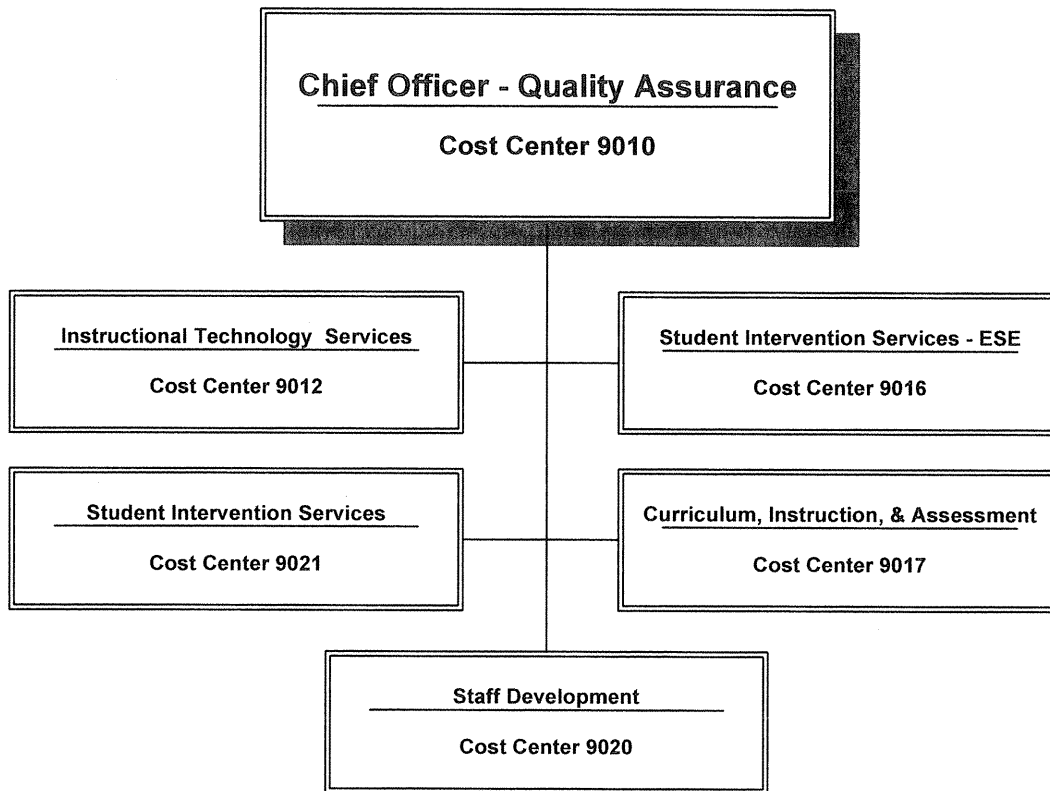 Chief Officer - Quality Assurance
Cost Center 9010
Instructional Technology Services
Cost Center 9012
Student Intervention Services - ESE
Cost Center 9016
Student Intervention Services
Cost Center 9021
Curriculum, Instruction, & Assessment
Cost Center 9017
Staff Development
Cost Center 9020